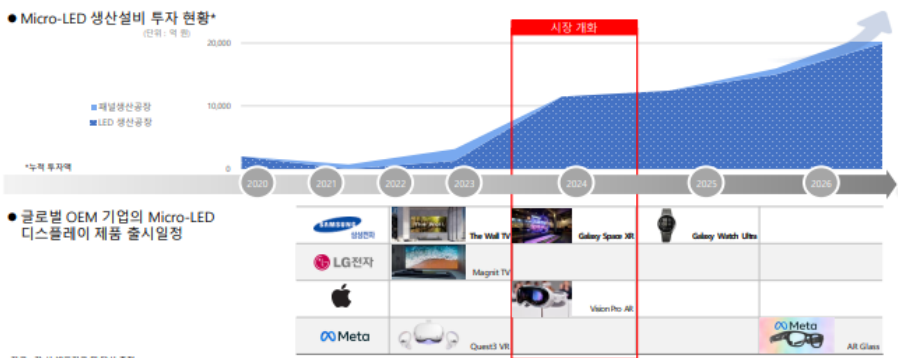 ● Micro-LED 생산설비 투자 현황*
(단위 : 억 원)
시장 개화
20,000
10,000
0
■패널생산공장
■LED 생산공장
*누적 투자액
2020 2021 2022 2023 2024 2025 2026
● 글로벌 OEM 기업의 Micro-LED
디스플레이 제품 출시일정
SAMSUNG
삼성전자
The Wall TV
Galaxy Space XR
Galaxy Watch Ultra
LG전자
Magnit TV
Vision Pro AR
Meta
Quest3 VR
Meta
AR Glass